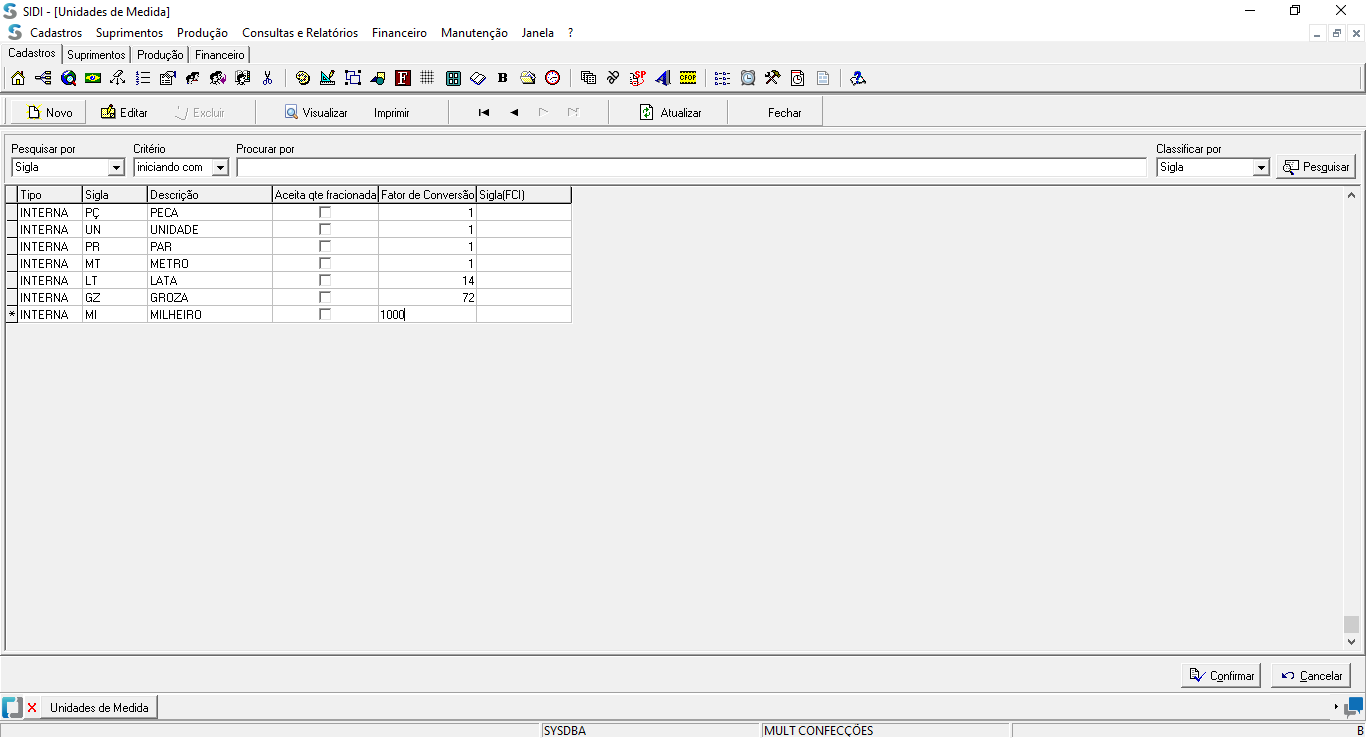 SIDI - [Unidades de Medida]
Cadastros Suprimentos Produção Consultas e Relatórios Financeiro Manutenção Janela ?
Cadastros Suprimentos Produção Financeiro
F B SP CFOP
Novo Editar Excluir Visualizar Imprimir Atualizar Fechar
Pesquisar por Critério Procurar por Classificar por
Sigla iniciando com Sigla Pesquisar
Tipo Sigla Descrição Aceita qte fracionada Fator de Conversão Sigla(FCI)
INTERNA PÇ PECA 1
INTERNA UN UNIDADE 1
INTERNA PR PAR 1
INTERNA MT METRO 1
INTERNA LT LATA 14
INTERNA GZ GROZA 72
* INTERNA MI MILHEIRO 1000
Confirmar Cancelar
Unidades de Medida
SYSDBA MULT CONFECÇÕES B